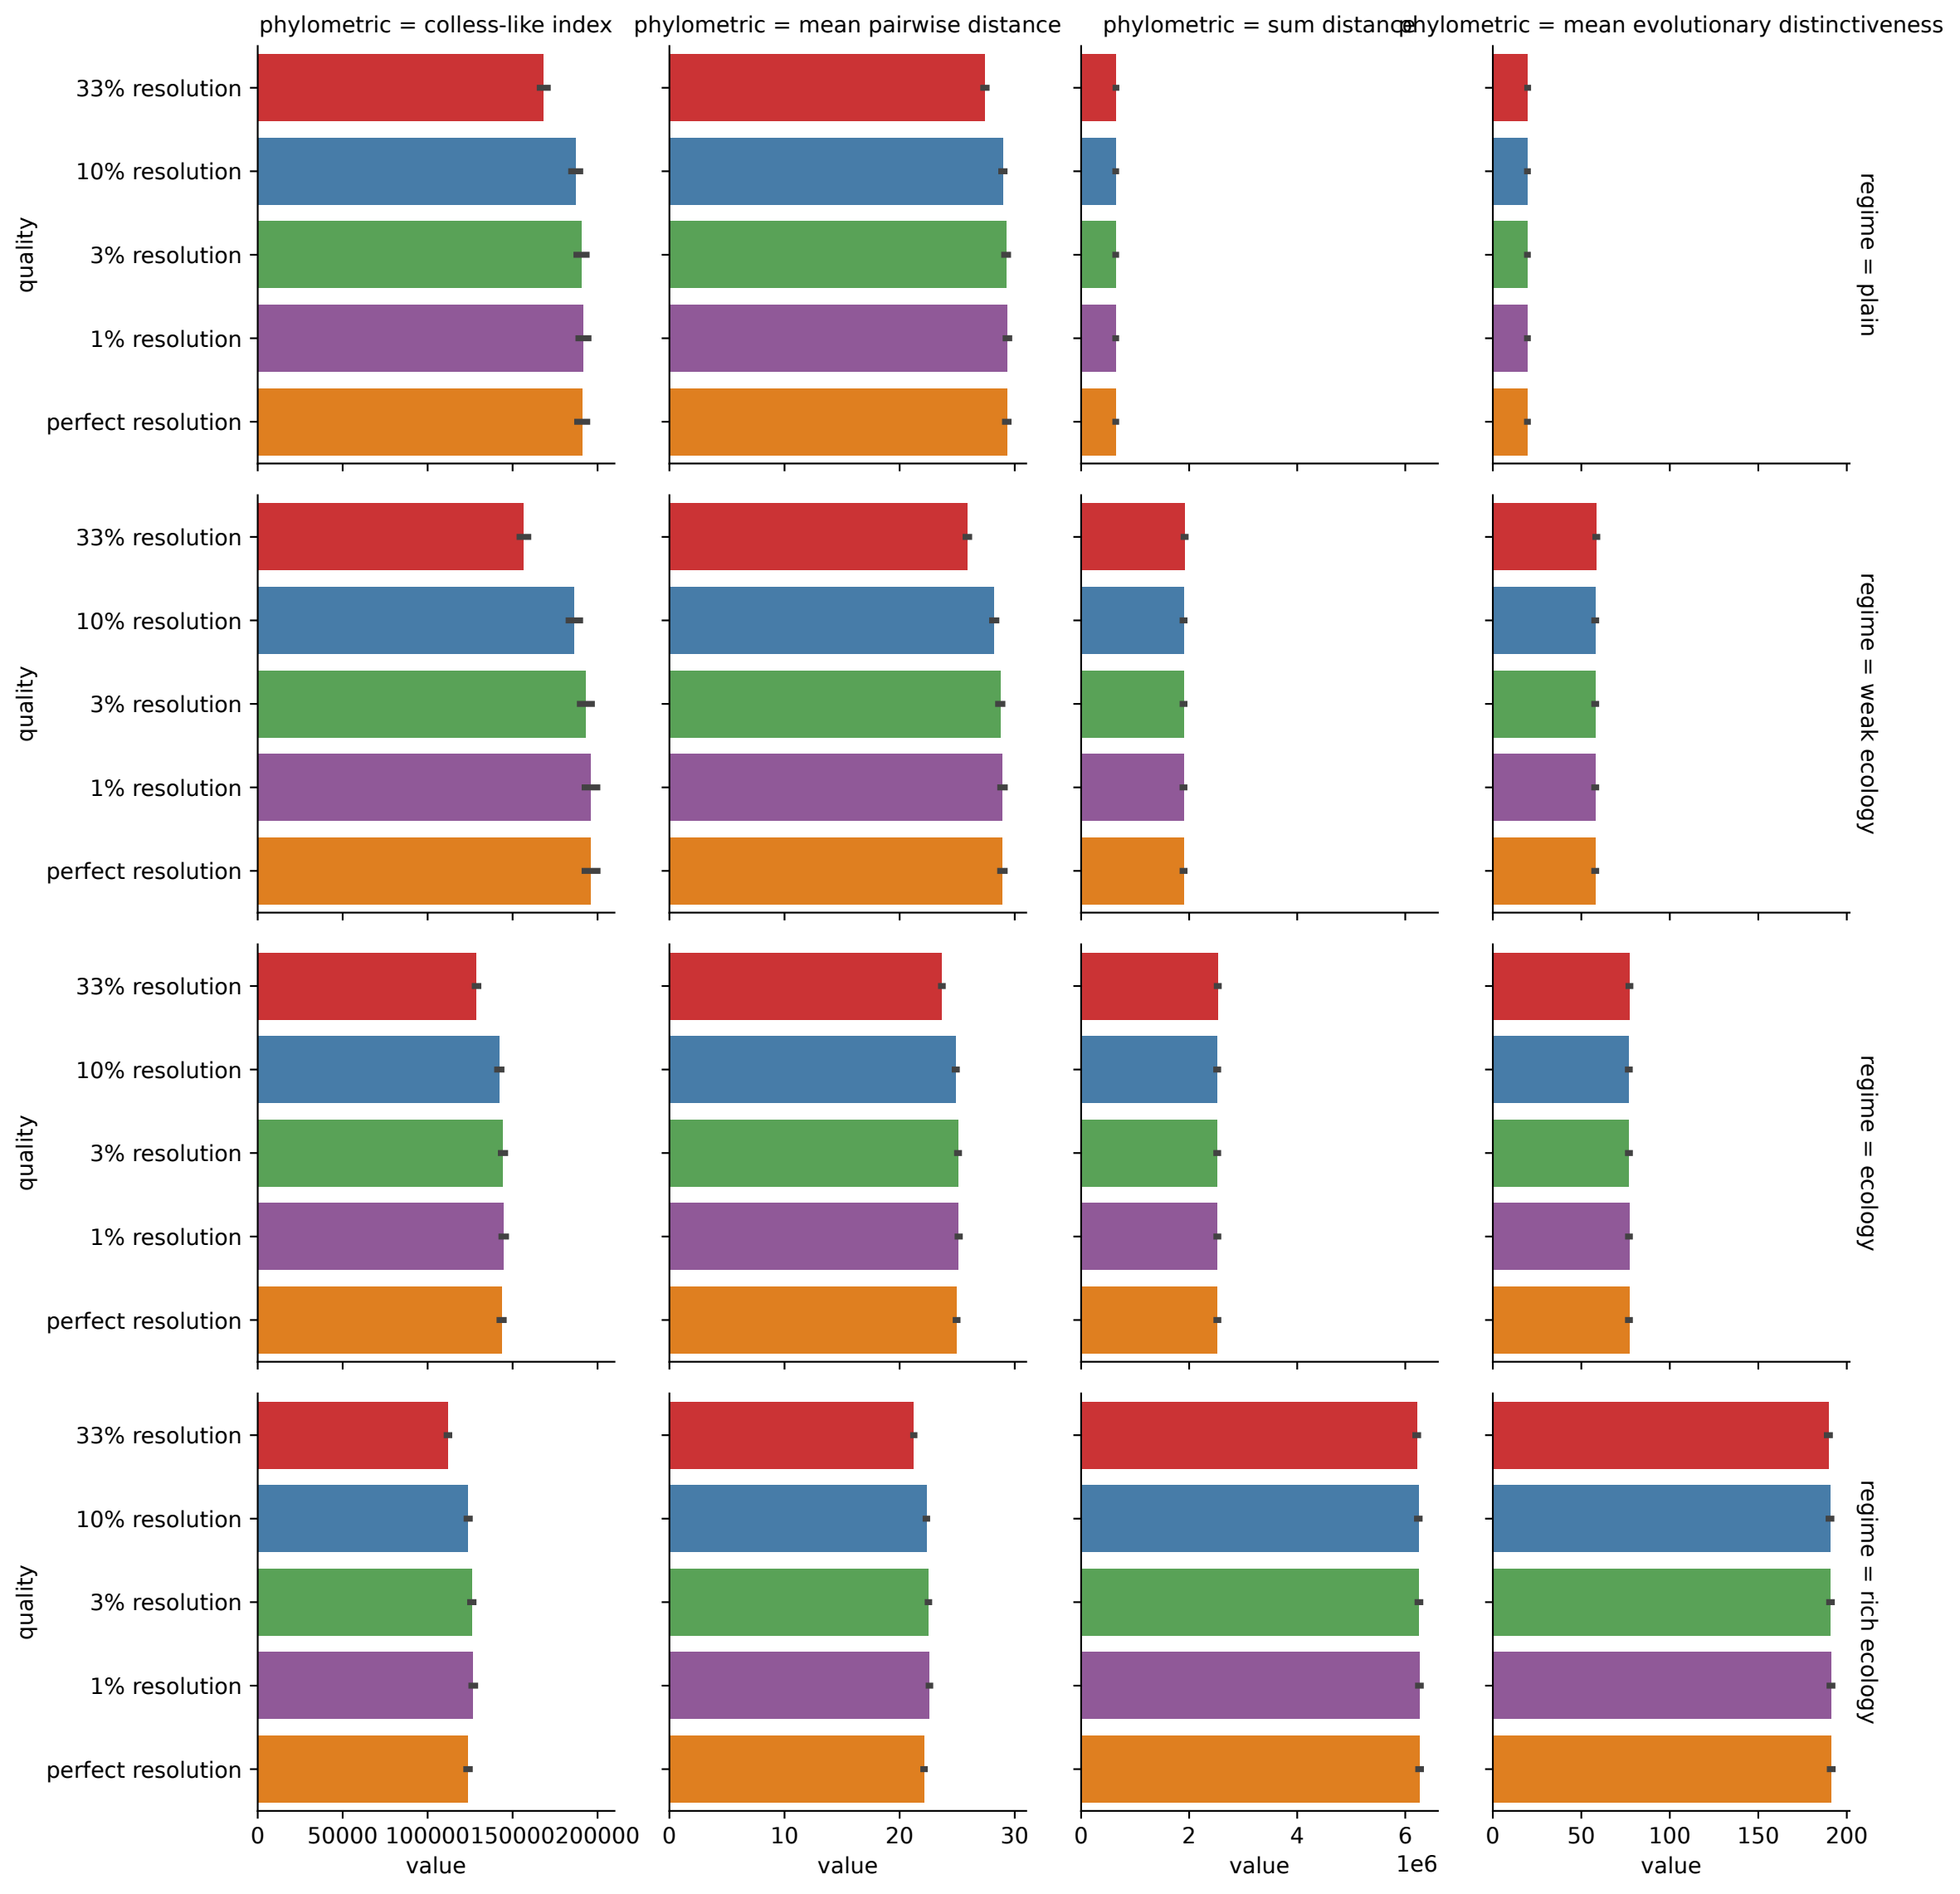 phylometric = colless-like index
phylometric = mean pairwise distance
phylometric = sum distance
phylometric = mean evolutionary distinctiveness
quality
33% resolution
10% resolution
3% resolution
1% resolution
perfect resolution
regime = plain
quality
33% resolution
10% resolution
3% resolution
1% resolution
perfect resolution
regime = weak ecology
quality
33% resolution
10% resolution
3% resolution
1% resolution
perfect resolution
regime = ecology
quality
33% resolution
10% resolution
3% resolution
1% resolution
perfect resolution
regime = rich ecology
0 50000 100000 150000 200000
value
0 10 20 30
value
0 2 4 6
1e6
value
0 50 100 150 200
value